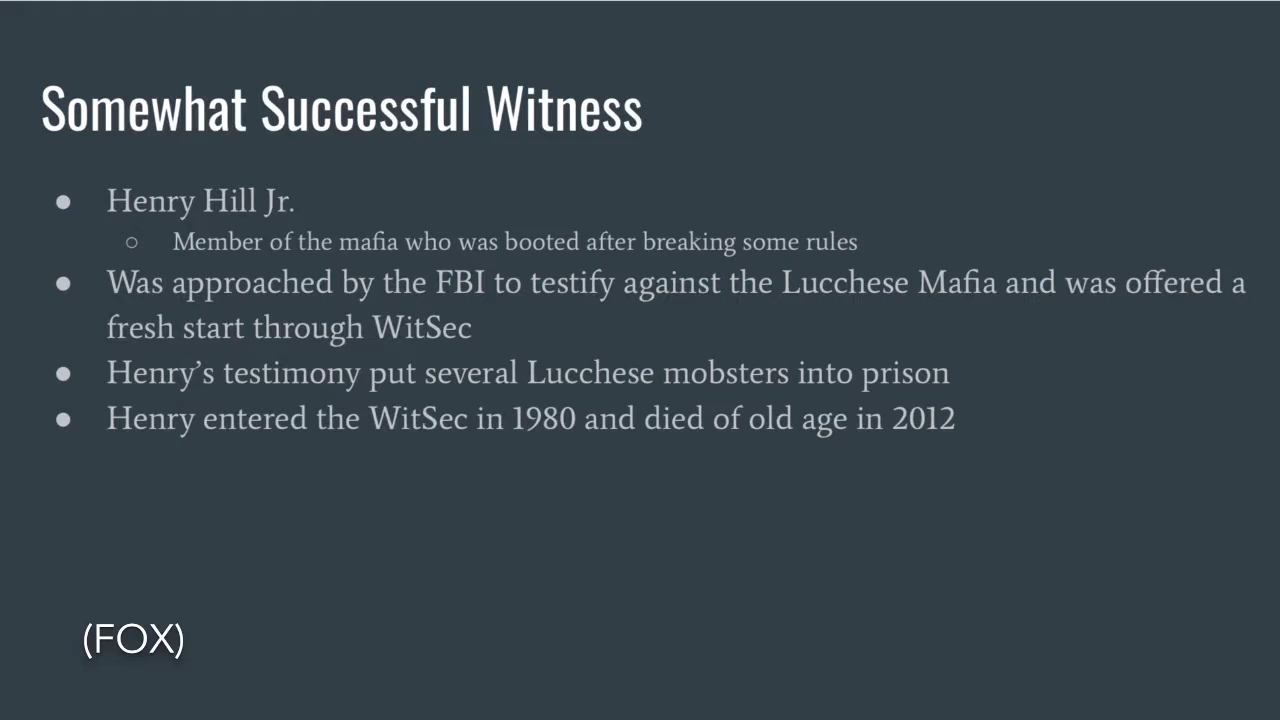 Somewhat Successful Witness
● Henry Hill Jr.
○ Member of the mafia who was booted after breaking some rules
● Was approached by the FBI to testify against the Lucchese Mafia and was offered a
fresh start through WitSec
● Henry’s testimony put several Lucchese mobsters into prison
● Henry entered the WitSec in 1980 and died of old age in 2012
(FOX)